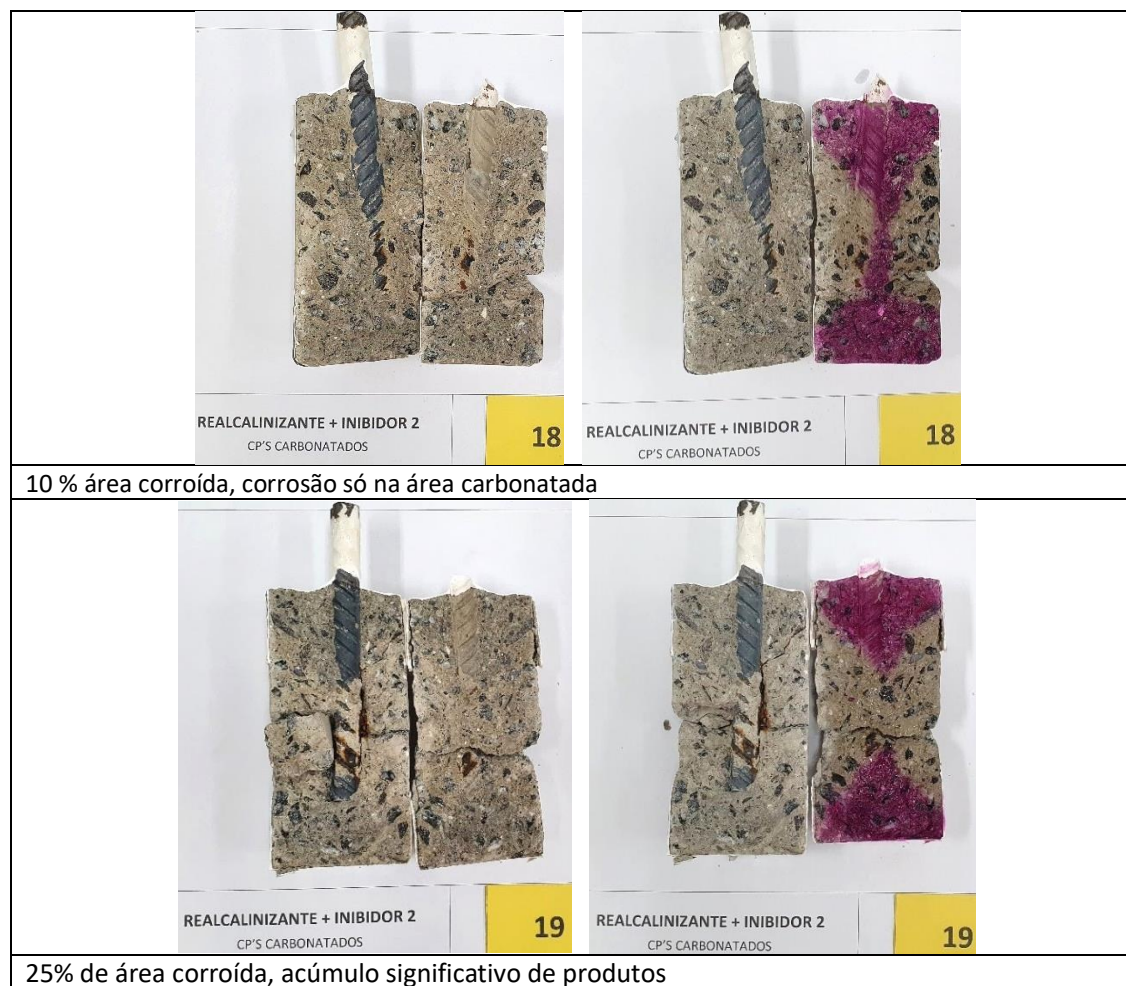 REALCALINIZANTE + INIBIDOR 2
CP'S CARBONATADOS
18
REALCALINIZANTE + INIBIDOR 2
CP'S CARBONATADOS
18
10 % área corroída, corrosão só na área carbonatada
REALCALINIZANTE + INIBIDOR 2
CP'S CARBONATADOS
19
REALCALINIZANTE + INIBIDOR 2
CP'S CARBONATADOS
19
25% de área corroída, acúmulo significativo de produtos